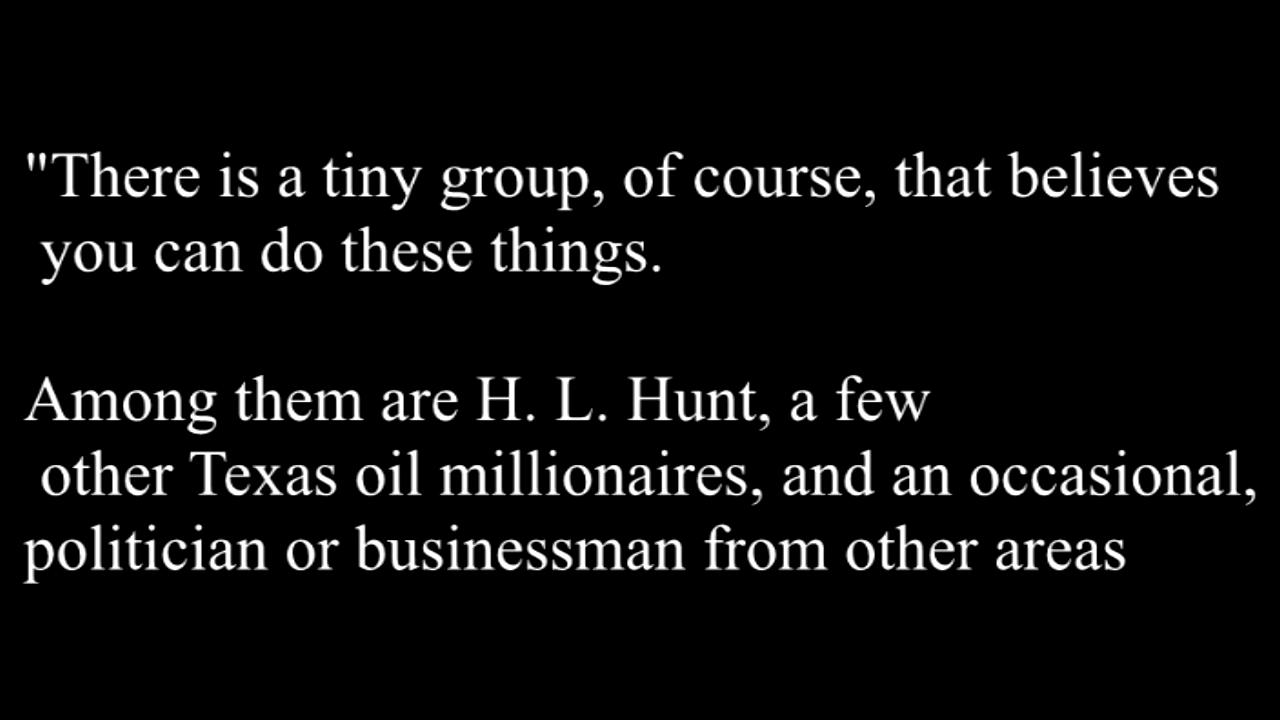 "There is a tiny group, of course, that believes
you can do these things.
Among them are H. L. Hunt, a few
other Texas oil millionaires, and an occasional,
politician or businessman from other areas